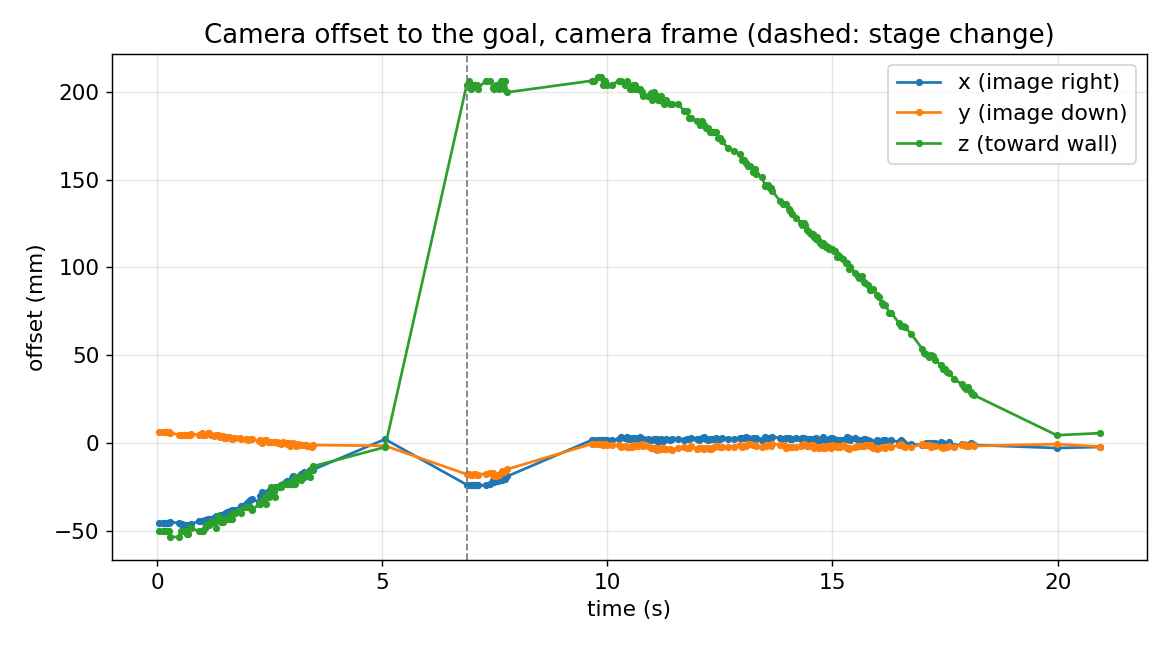 Camera offset to the goal, camera frame (dashed: stage change)
x (image right)
y (image down)
z (toward wall)
offset (mm)
200
150
100
50
0
−50
0
5
10
15
20
time (s)